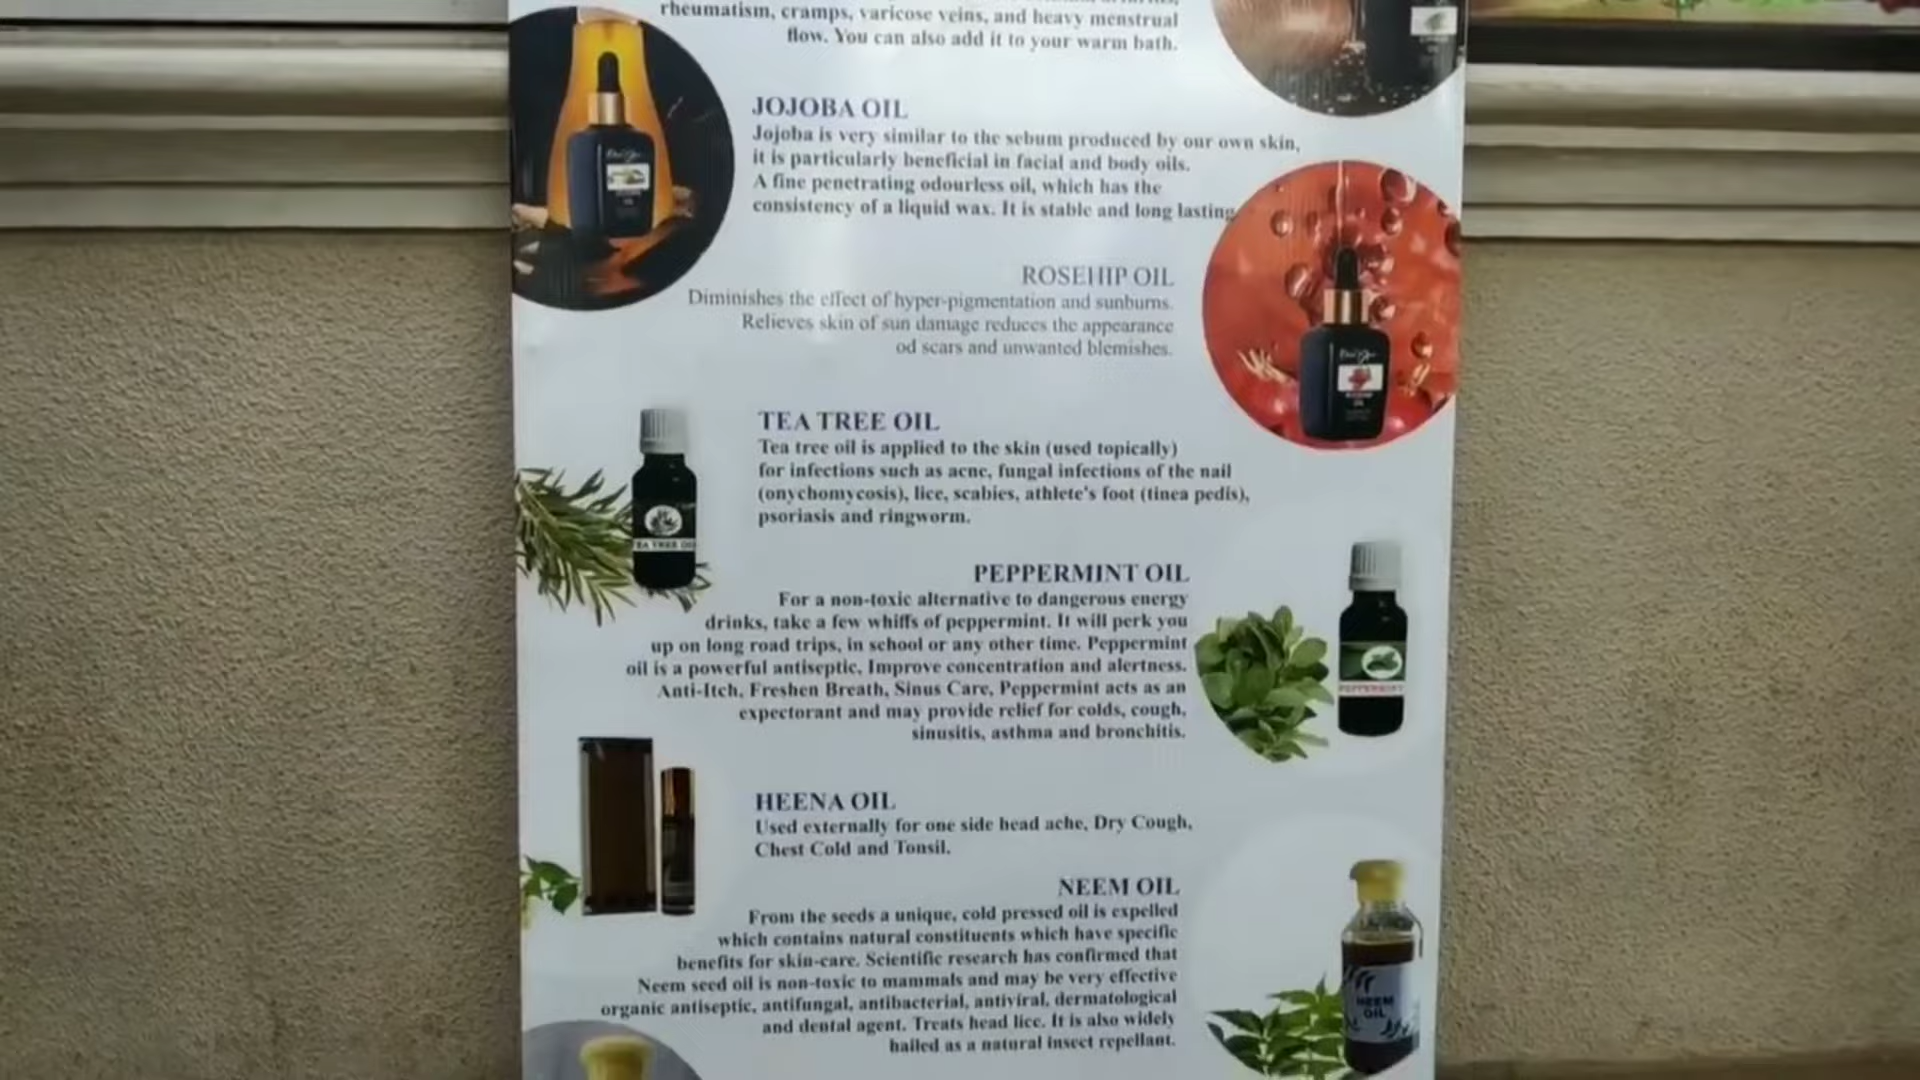 rheumatism, cramps, varicose veins, and heavy menstrual
flow. You can also add it to your warm bath.
JOJOBA OIL
Jojoba is very similar to the sebum produced by our own skin,
it is particularly beneficial in facial and body oils.
A fine penetrating odourless oil, which has the
consistency of a liquid wax. It is stable and long lasting
ROSEHIP OIL
Diminishes the effect of hyper-pigmentation and sunburns.
Relieves skin of sun damage reduces the appearance
od scars and unwanted blemishes.
TEA TREE OIL
Tea tree oil is applied to the skin (used topically)
for infections such as acne, fungal infections of the nail
(onychomycosis), lice, scabies, athlete's foot (tinea pedis),
psoriasis and ringworm.
TEA TREE OIL
PEPPERMINT OIL
For a non-toxic alternative to dangerous energy
drinks, take a few whiffs of peppermint. It will perk you
up on long road trips, in school or any other time. Peppermint
oil is a powerful antiseptic, Improve concentration and alertness.
Anti-Itch, Freshen Breath, Sinus Care, Peppermint acts as an
expectorant and may provide relief for colds, cough,
sinusitis, asthma and bronchitis.
PEPPERMINT
HEENA OIL
Used externally for one side head ache, Dry Cough,
Chest Cold and Tonsil.
NEEM OIL
From the seeds a unique, cold pressed oil is expelled
which contains natural constituents which have specific
benefits for skin-care. Scientific research has confirmed that
Neem seed oil is non-toxic to mammals and may be very effective
organic antiseptic, antifungal, antibacterial, antiviral, dermatological
and dental agent. Treats head lice. It is also widely
hailed as a natural insect repellant.
NEEM
OIL